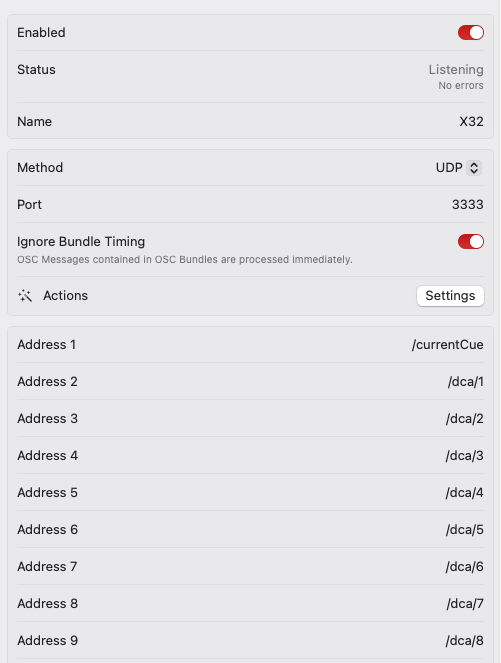 Enabled
Status Listening
No errors
Name X32
Method UDP
Port 3333
Ignore Bundle Timing
OSC Messages contained in OSC Bundles are processed immediately.
Actions Settings
Address 1 /currentCue
Address 2 /dca/1
Address 3 /dca/2
Address 4 /dca/3
Address 5 /dca/4
Address 6 /dca/5
Address 7 /dca/6
Address 8 /dca/7
Address 9 /dca/8